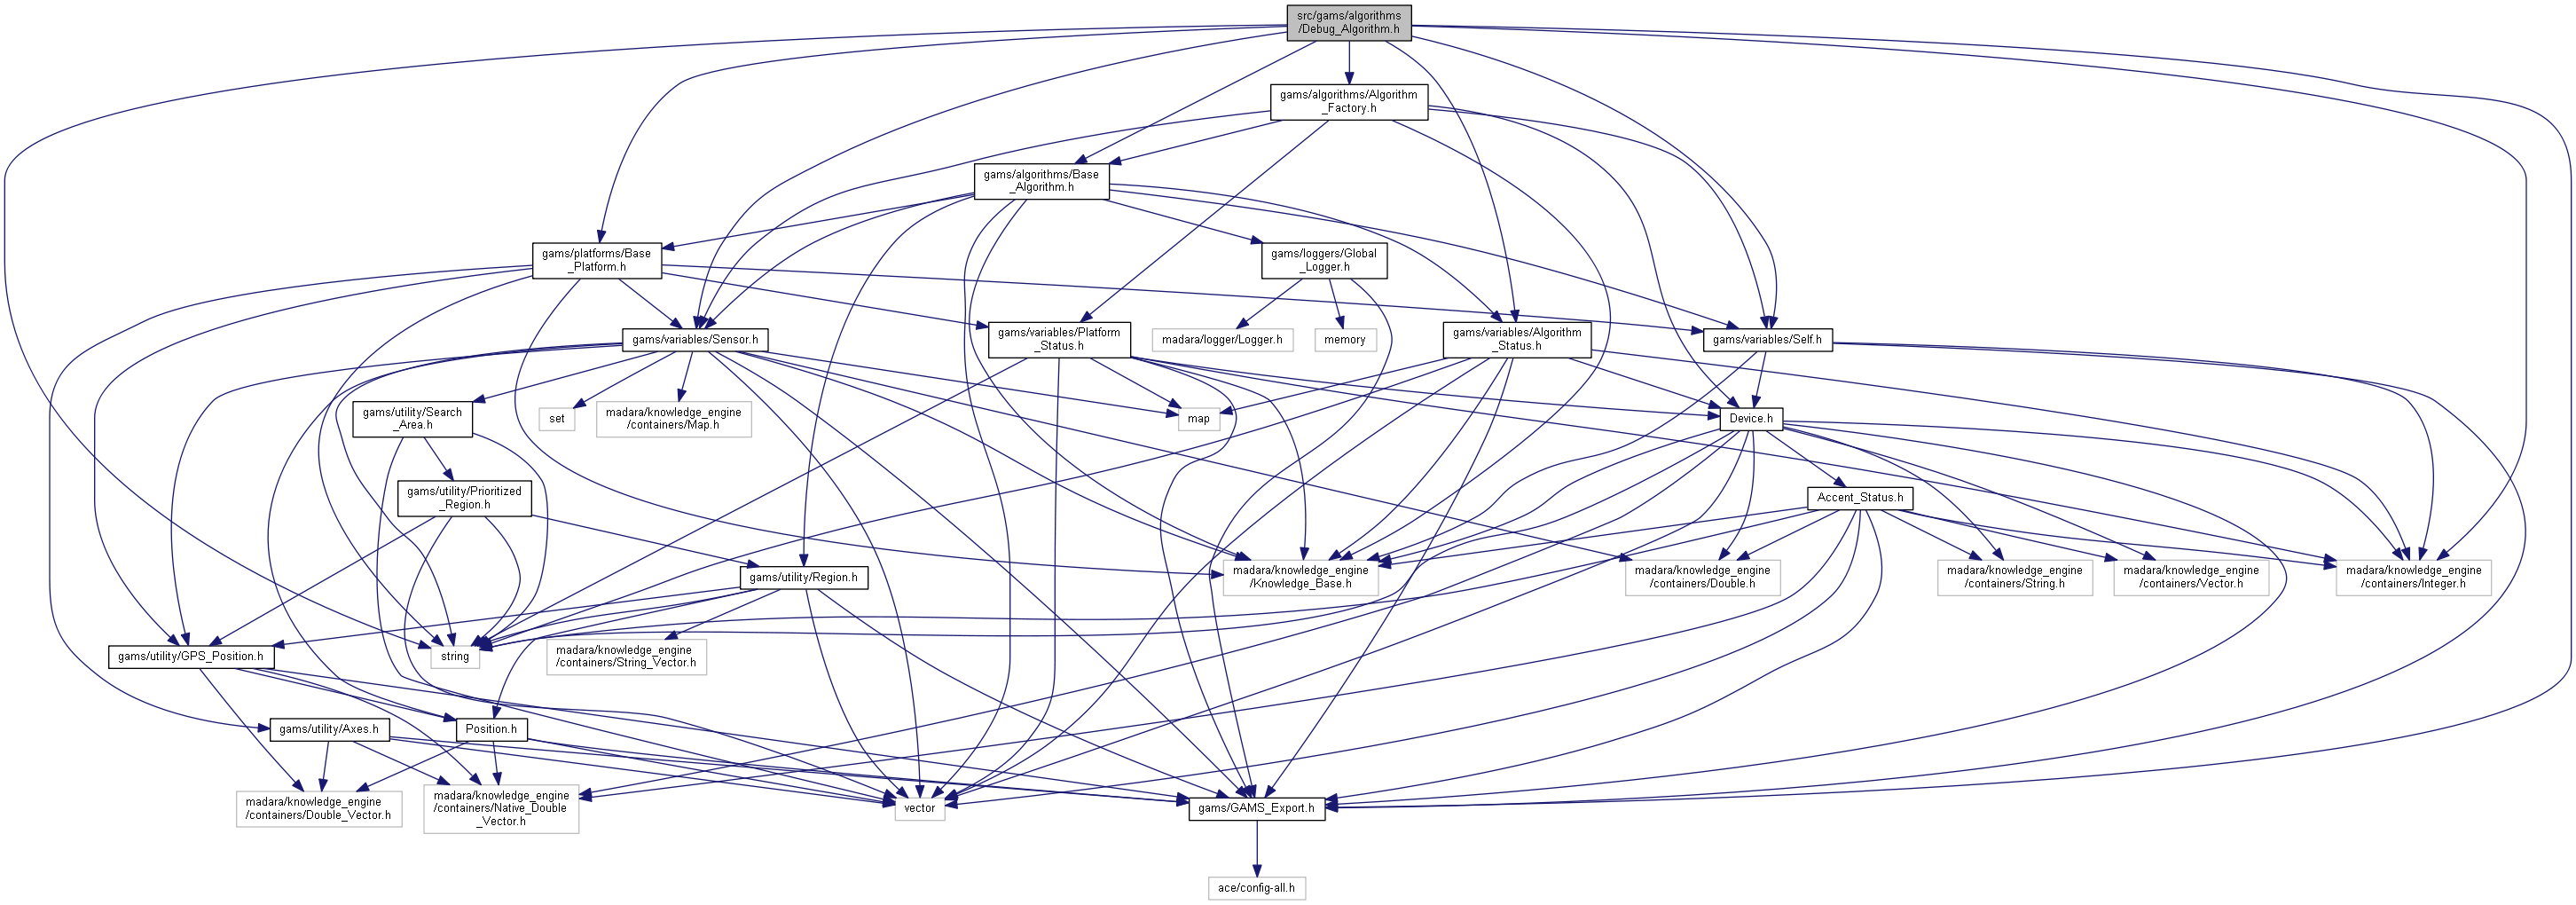 src/gams/algorithms
/Debug_Algorithm.h
gams/algorithms/Algorithm
_Factory.h
gams/algorithms/Base
_Algorithm.h
gams/platforms/Base
_Platform.h
gams/loggers/Global
_Logger.h
gams/variables/Sensor.h
gams/variables/Platform
_Status.h
madara/logger/Logger.h
memory
gams/variables/Algorithm
_Status.h
gams/variables/Self.h
gams/utility/Search
_Area.h
set
madara/knowledge_engine
/containers/Map.h
map
Device.h
gams/utility/Prioritized
_Region.h
Accent_Status.h
gams/utility/Region.h
madara/knowledge_engine
/Knowledge_Base.h
madara/knowledge_engine
/containers/Double.h
madara/knowledge_engine
/containers/String.h
madara/knowledge_engine
/containers/Vector.h
madara/knowledge_engine
/containers/Integer.h
gams/utility/GPS_Position.h
string
madara/knowledge_engine
/containers/String_Vector.h
gams/utility/Axes.h
Position.h
madara/knowledge_engine
/containers/Double_Vector.h
madara/knowledge_engine
/containers/Native_Double
_Vector.h
vector
gams/GAMS_Export.h
ace/config-all.h